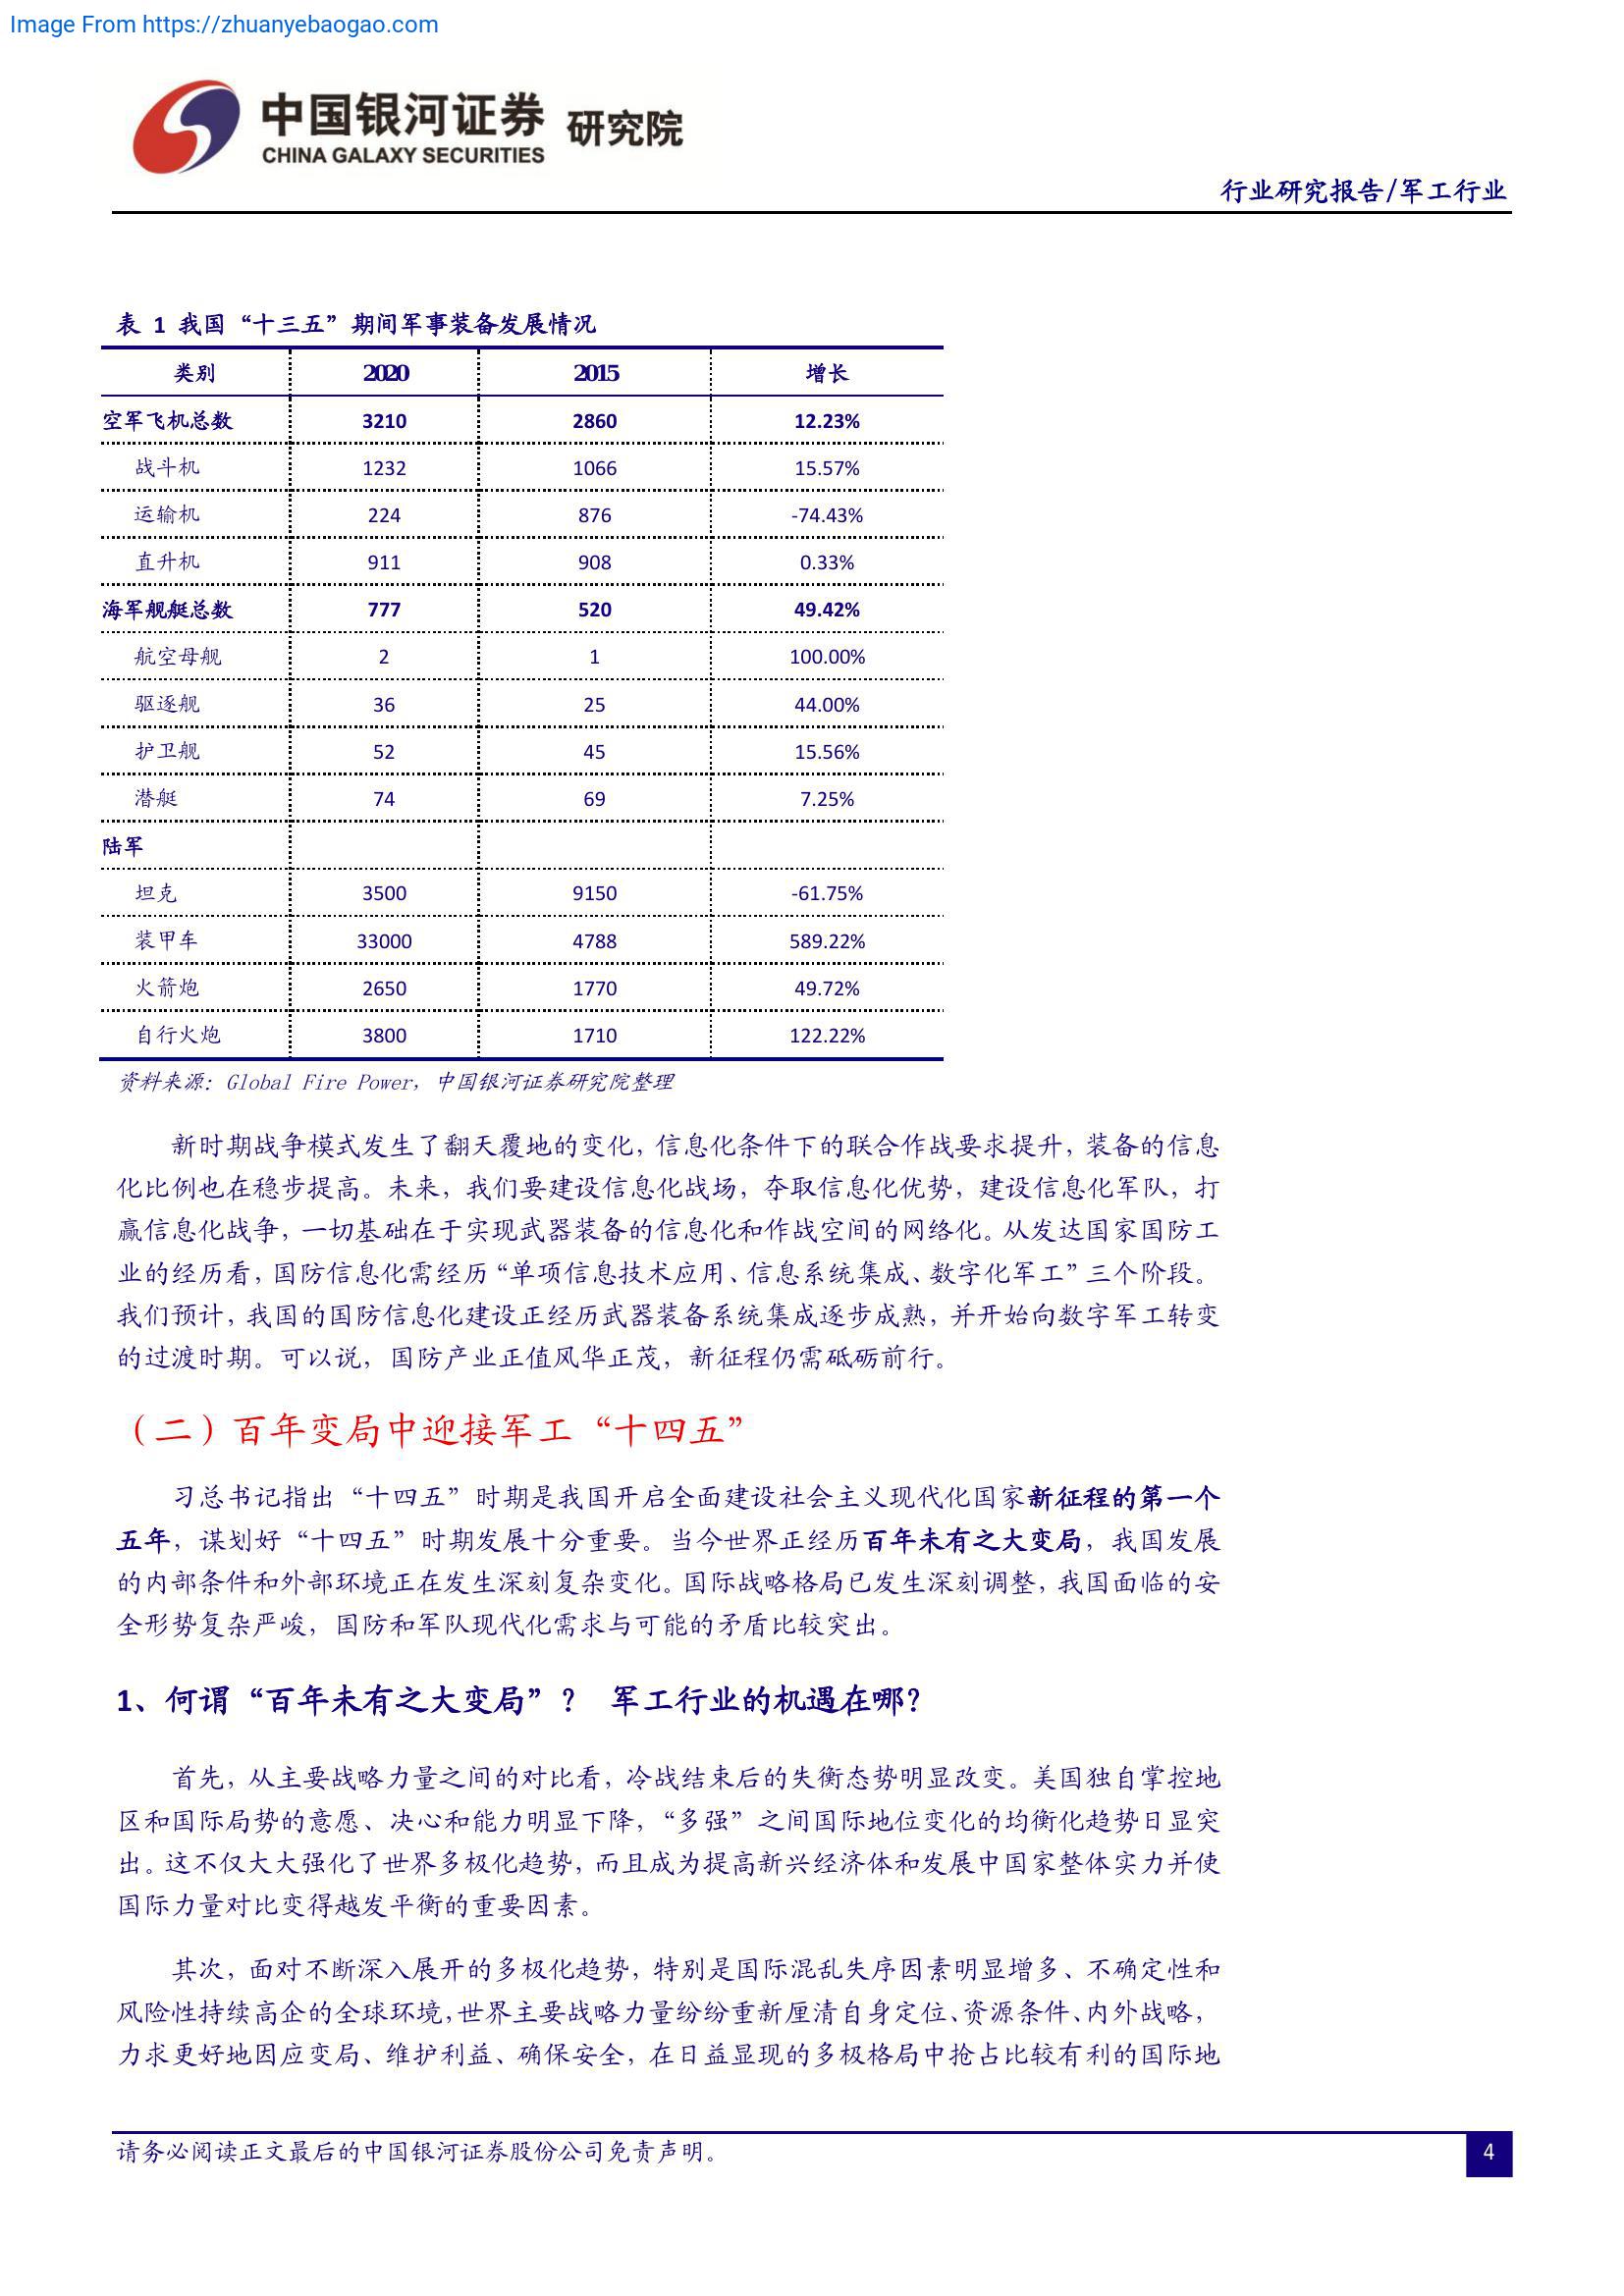 Image From https://zhuanyebaogao.com
中国银河证券 研究院
CHINA GALAXY SECURITIES
行业研究报告/军工行业
表 1 我国“十三五”期间军事装备发展情况
类别 2020 2015 增长
空军飞机总数 3210 2860 12.23%
战斗机 1232 1066 15.57%
运输机 224 876 -74.43%
直升机 911 908 0.33%
海军舰艇总数 777 520 49.42%
航空母舰 2 1 100.00%
驱逐舰 36 25 44.00%
护卫舰 52 45 15.56%
潜艇 74 69 7.25%
陆军
坦克 3500 9150 -61.75%
装甲车 33000 4788 589.22%
火箭炮 2650 1770 49.72%
自行火炮 3800 1710 122.22%
资料来源：Global Fire Power，中国银河证券研究院整理
新时期战争模式发生了翻天覆地的变化，信息化条件下的联合作战要求提升，装备的信息
化比例也在稳步提高。未来，我们要建设信息化战场，夺取信息化优势，建设信息化军队，打
赢信息化战争，一切基础在于实现武器装备的信息化和作战空间的网络化。从发达国家国防工
业的经历看，国防信息化需经历“单项信息技术应用、信息系统集成、数字化军工”三个阶段。
我们预计，我国的国防信息化建设正经历武器装备系统集成逐步成熟，并开始向数字军工转变
的过渡时期。可以说，国防产业正值风华正茂，新征程仍需砥砺前行。
（二）百年变局中迎接军工“十四五”
习总书记指出“十四五”时期是我国开启全面建设社会主义现代化国家新征程的第一个
五年，谋划好“十四五”时期发展十分重要。当今世界正经历百年未有之大变局，我国发展
的内部条件和外部环境正在发生深刻复杂变化。国际战略格局已发生深刻调整，我国面临的安
全形势复杂严峻，国防和军队现代化需求与可能的矛盾比较突出。
1、何谓“百年未有之大变局”？ 军工行业的机遇在哪？
首先，从主要战略力量之间的对比看，冷战结束后的失衡态势明显改变。美国独自掌控地
区和国际局势的意愿、决心和能力明显下降，“多强”之间国际地位变化的均衡化趋势日显突
出。这不仅大大强化了世界多极化趋势，而且成为提高新兴经济体和发展中国家整体实力并使
国际力量对比变得越发平衡的重要因素。
其次，面对不断深入展开的多极化趋势，特别是国际混乱失序因素明显增多、不确定性和
风险性持续高企的全球环境，世界主要战略力量纷纷重新厘清自身定位、资源条件、内外战略，
力求更好地因应变局、维护利益、确保安全，在日益显现的多极格局中抢占比较有利的国际地
请务必阅读正文最后的中国银河证券股份公司免责声明。
4